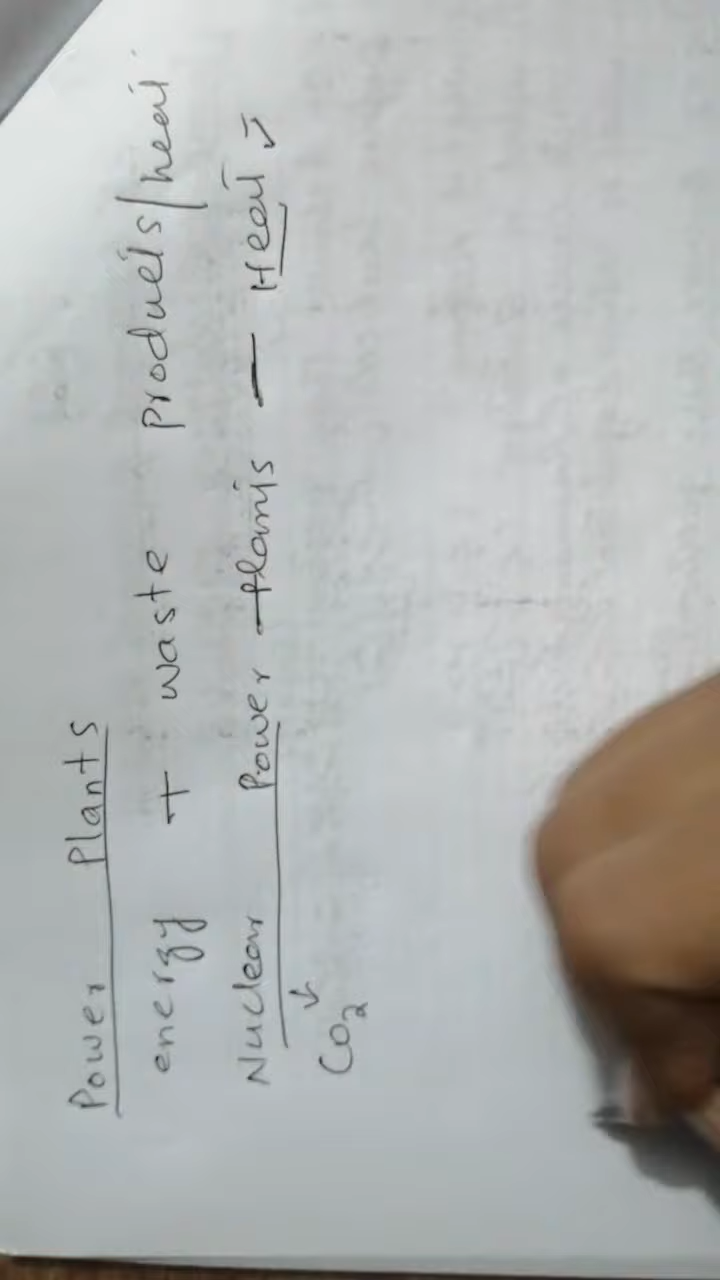 Power Plants
energy + waste products/heat
Nuclear Power plants — Heat ↓
↓
CO2